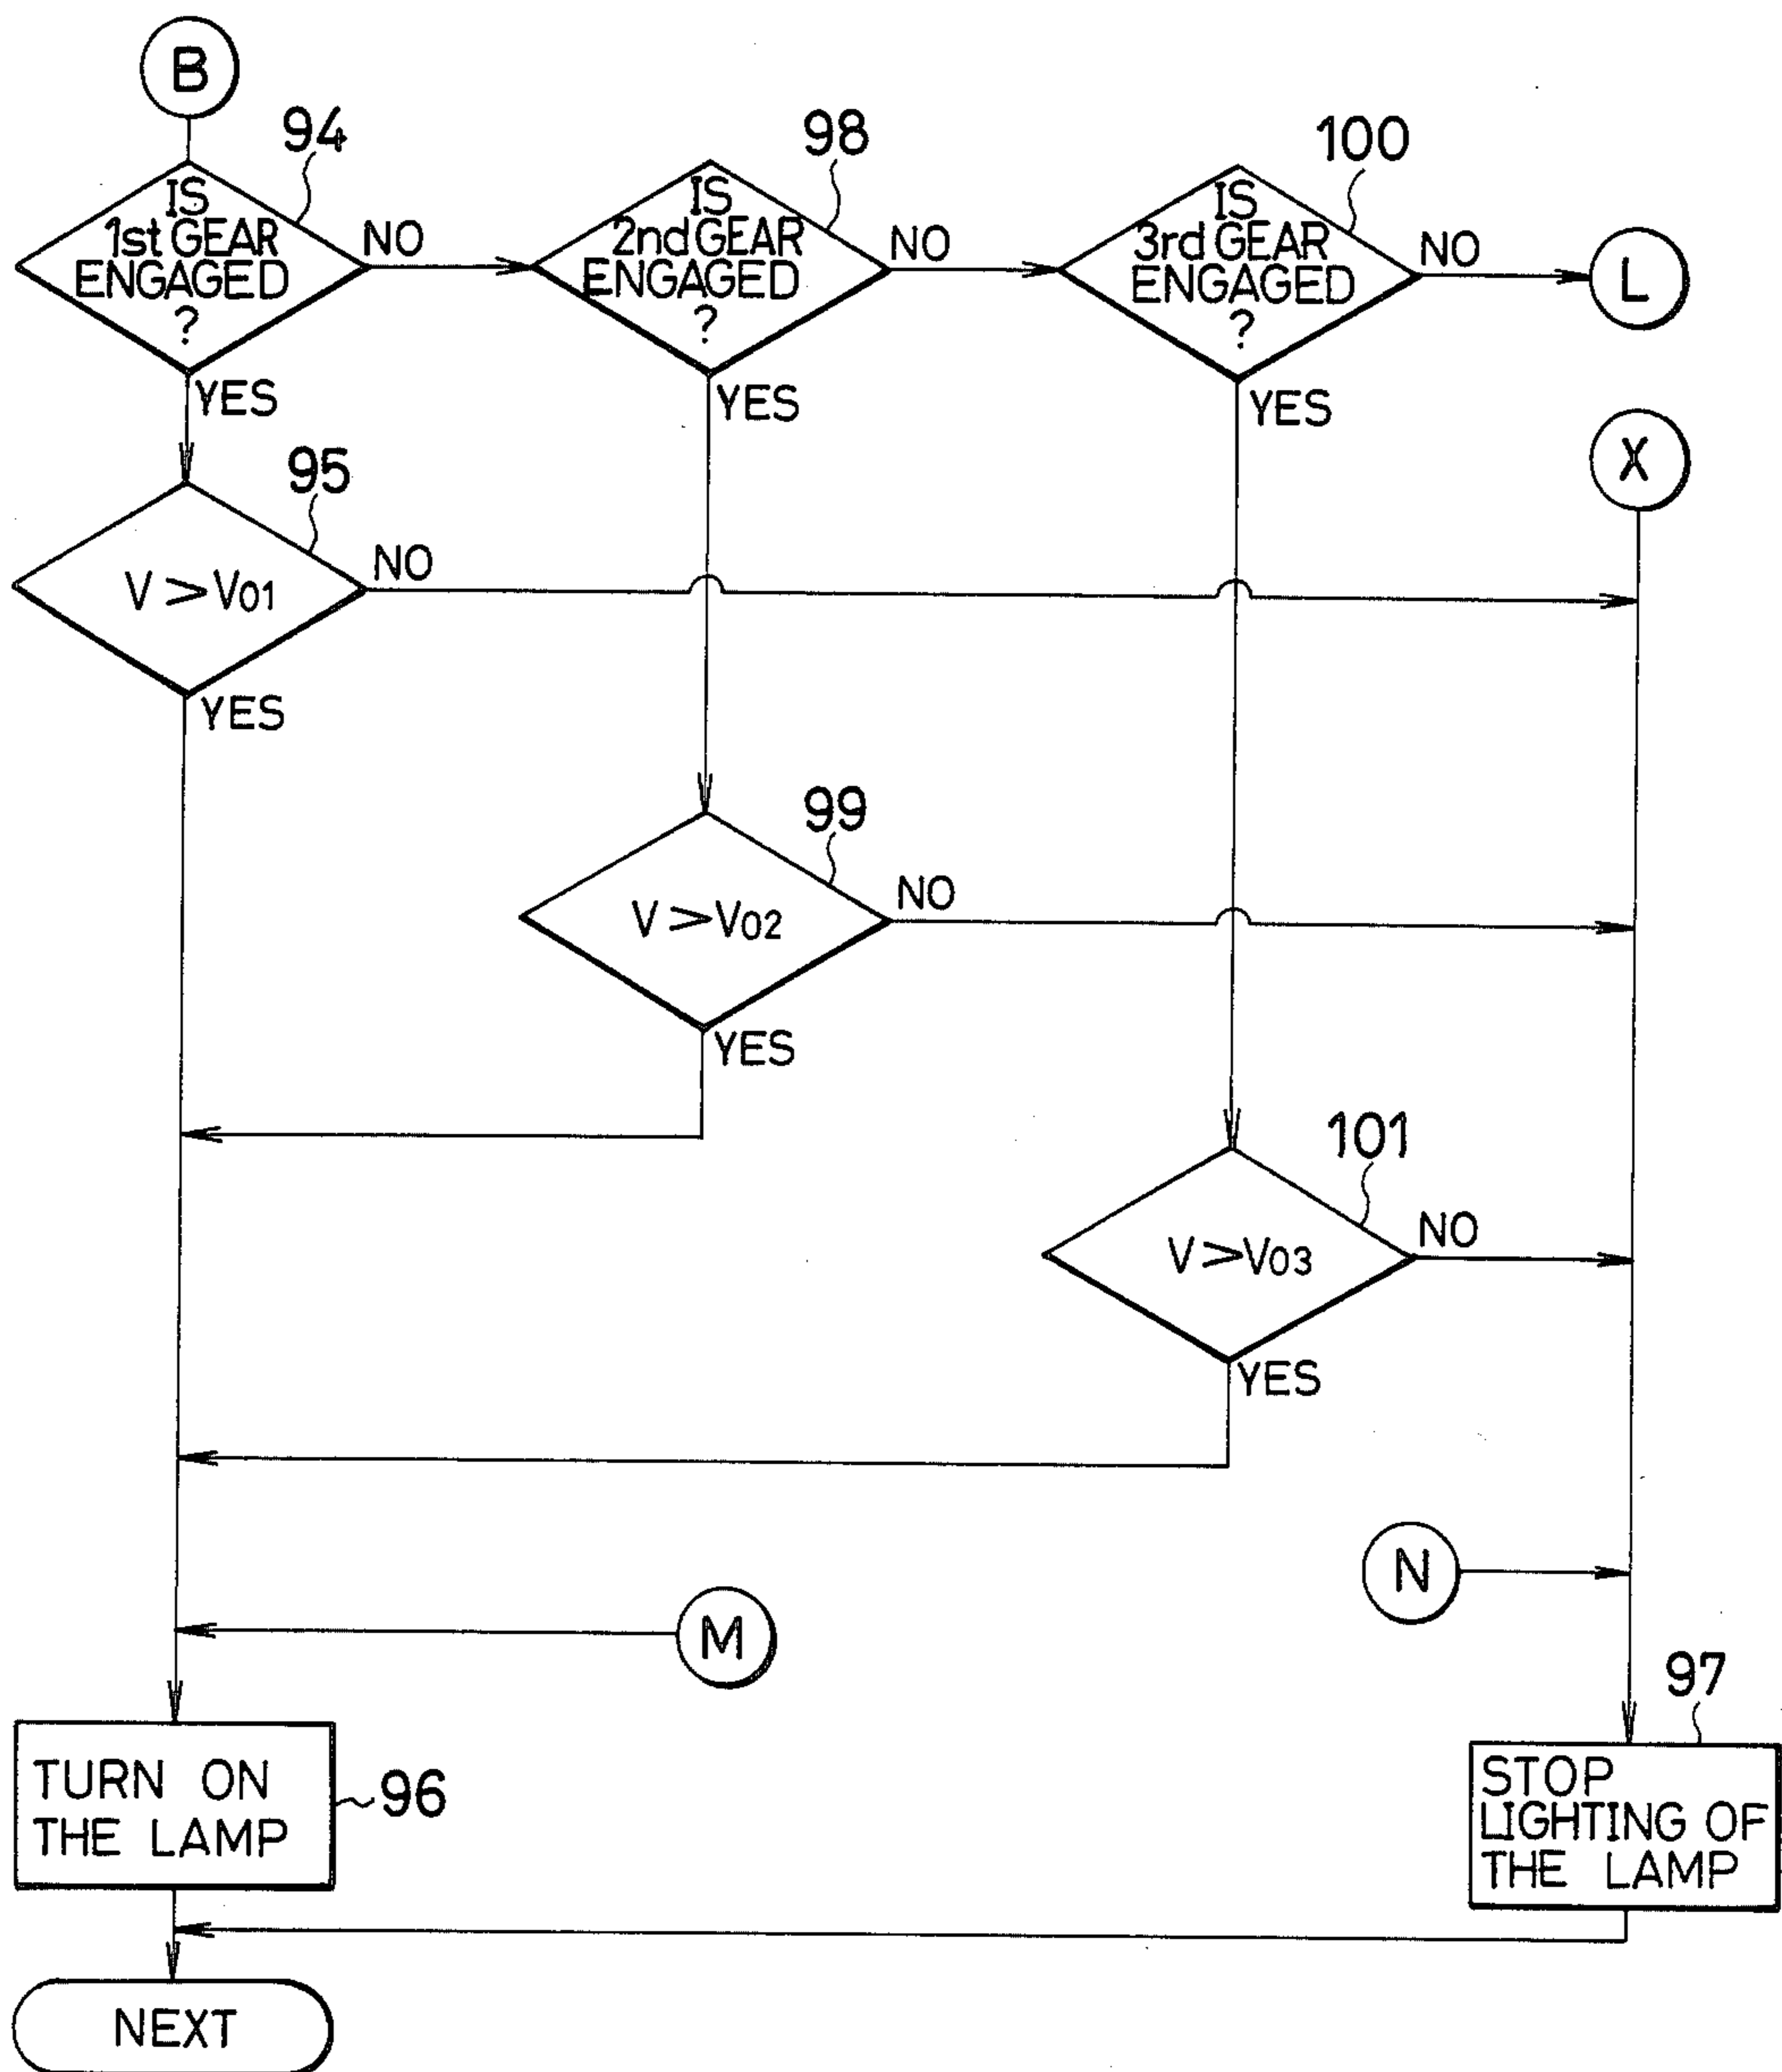 B
94
IS
1st GEAR
ENGAGED
?
NO
YES
98
IS
2nd GEAR
ENGAGED
?
NO
YES
100
IS
3rd GEAR
ENGAGED
?
NO
YES
L
X
95
V > V01
NO
YES
99
V > V02
NO
YES
101
V > V03
NO
YES
N
M
TURN ON
THE LAMP
96
97
STOP
LIGHTING OF
THE LAMP
NEXT